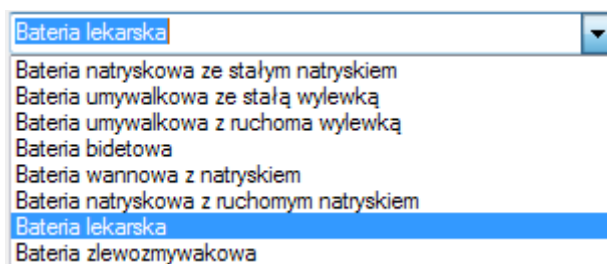 Bateria lekarska
Bateria natryskowa ze stałym natryskiem
Bateria umywalkowa ze stałą wylewką
Bateria umywalkowa z ruchoma wylewką
Bateria bidetowa
Bateria wannowa z natryskiem
Bateria natryskowa z ruchomym natryskiem
Bateria lekarska
Bateria zlewozmywakowa